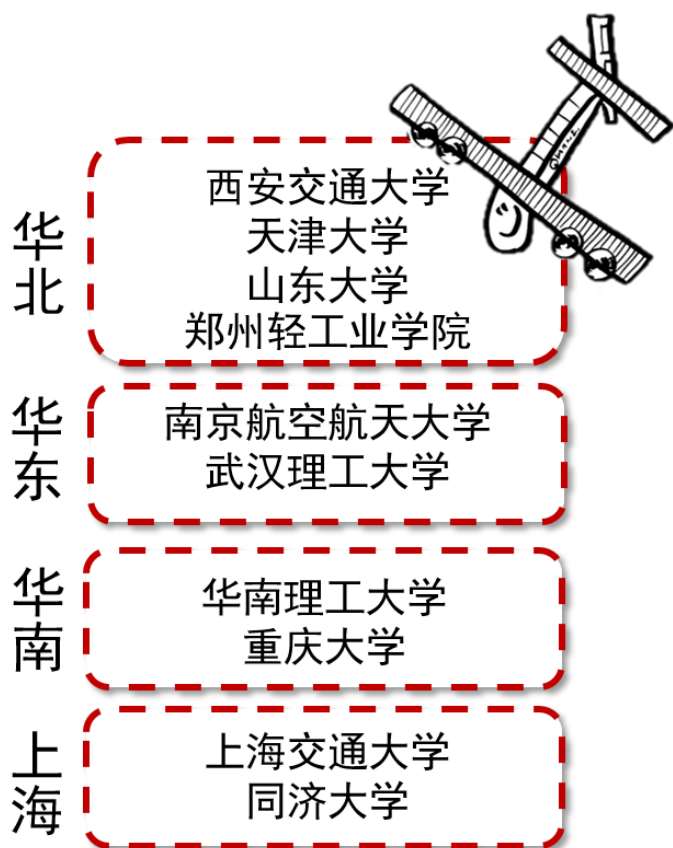 华北
西安交通大学
天津大学
山东大学
郑州轻工业学院
华东
南京航空航天大学
武汉理工大学
华南
华南理工大学
重庆大学
上海
上海交通大学
同济大学